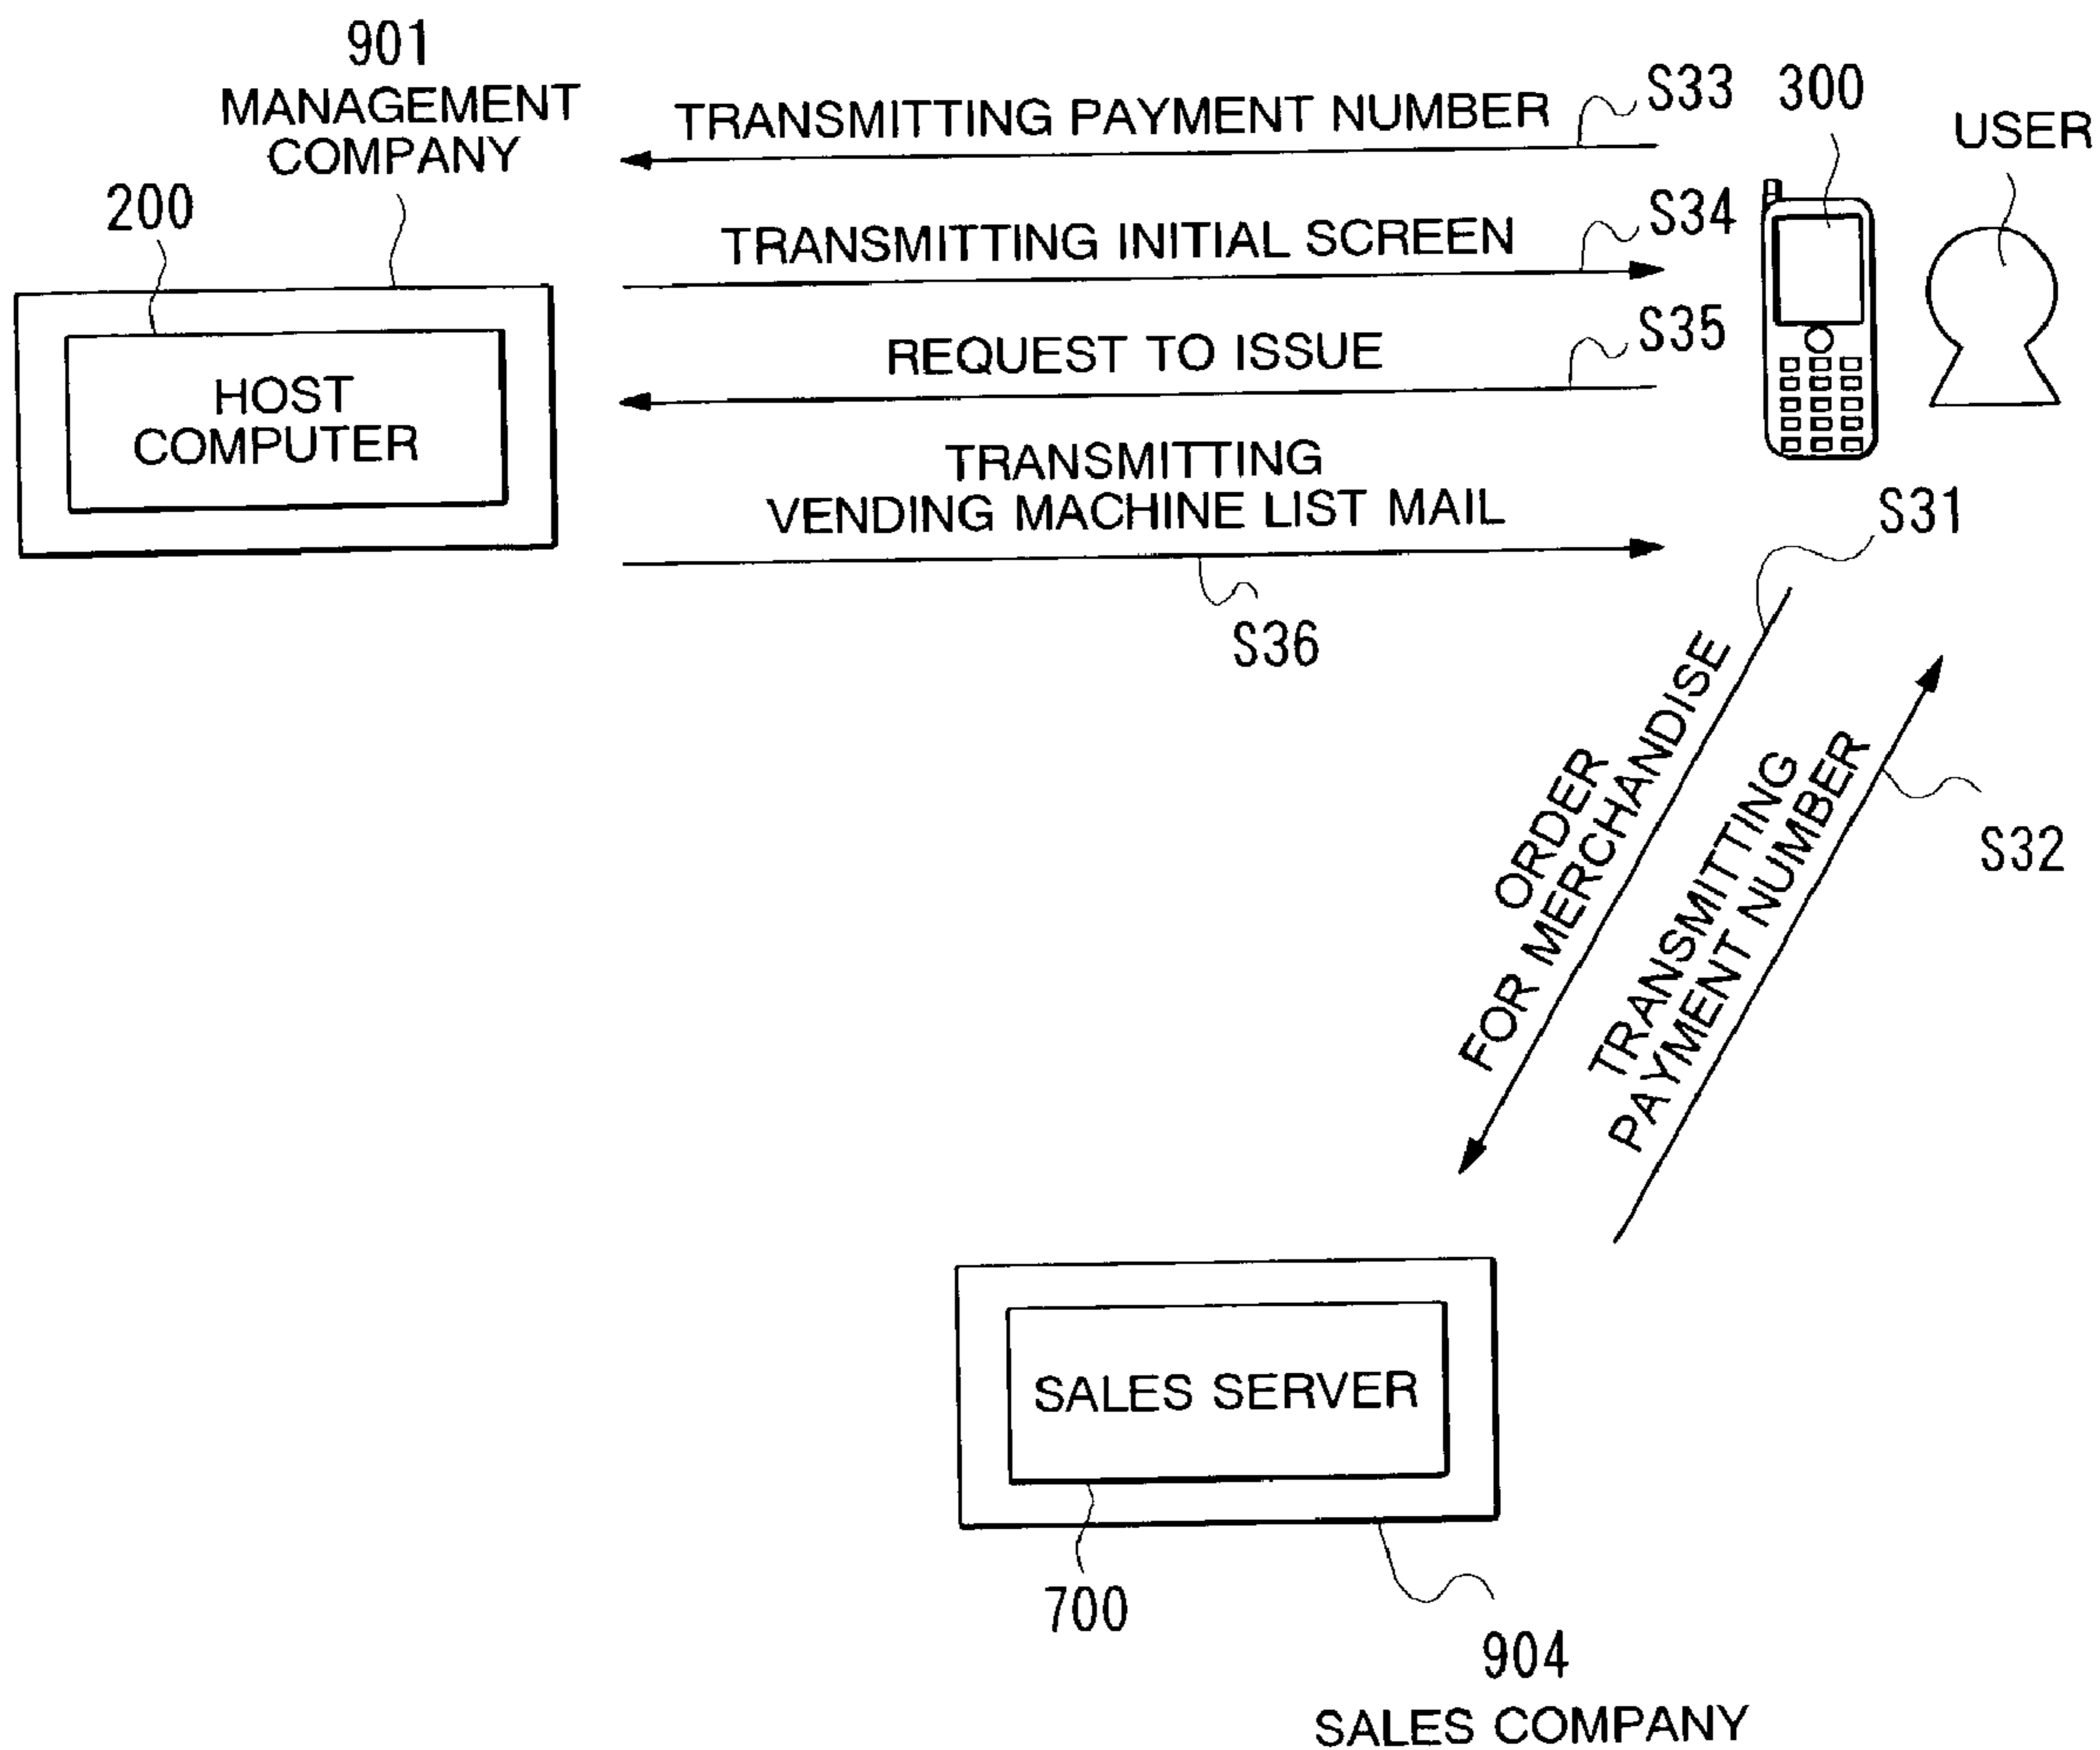 901
MANAGEMENT
COMPANY
200
HOST
COMPUTER
TRANSMITTING PAYMENT NUMBER
S33
300
USER
TRANSMITTING INITIAL SCREEN
S34
REQUEST TO ISSUE
S35
TRANSMITTING
VENDING MACHINE LIST MAIL
S36
S31
ORDER
FOR MERCHANDISE
TRANSMITTING
PAYMENT NUMBER
S32
SALES SERVER
700
904
SALES COMPANY